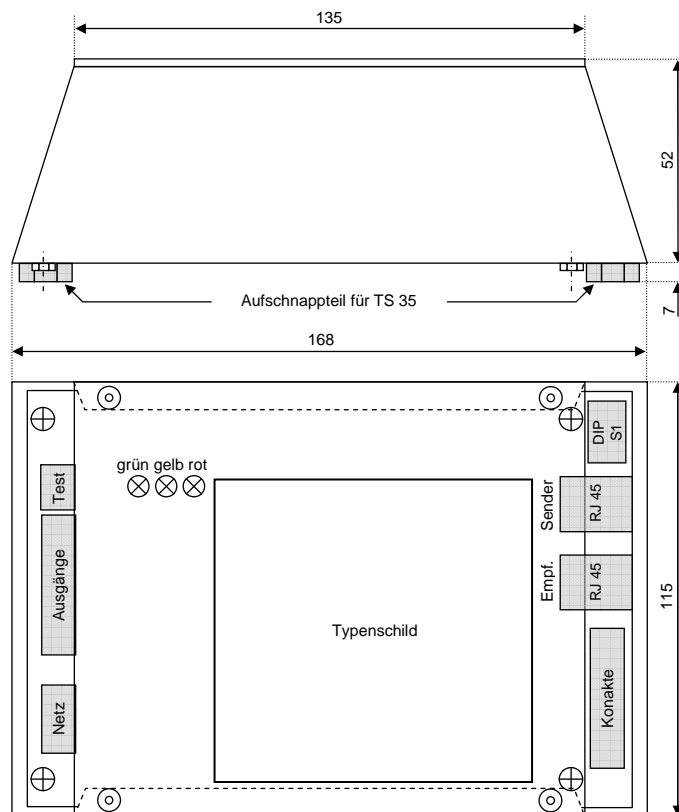 135
52
Aufschnappteil für TS 35
7
168
DIP
S1
grün gelb rot
Test
Sender
RJ 45
Ausgänge
Empf.
RJ 45
115
Typenschild
Konakte
Netz